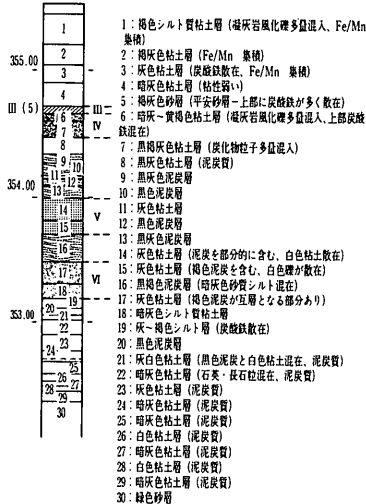 1
355.00
2
3
4
Ⅲ (5)
Ⅲ
6
Ⅳ
7
8
9
10
11
12
13
354.00
14
Ⅴ
15
16
17
Ⅵ
18
19
20
21
353.00
22
23
24
25
26
27
28
29
30
1：褐色シルト質粘土層 (凝灰岩風化礫多量混入、Fe/Mn
集積)
2：褐灰色粘土層 (Fe/Mn 集積)
3：灰色粘土層 (炭酸鉄散在、Fe/Mn 集積)
4：暗灰色粘土層 (粘性弱い)
5：褐灰色砂層 (平安砂層－上部に炭酸鉄が多く散在)
6：暗灰～黄褐色粘土層 (凝灰岩風化礫多量混入、上部炭酸
鉄混在)
7：黒褐灰色粘土層 (炭化物粒子多量混入)
8：黒灰色粘土層 (泥炭質)
9：黒灰色泥炭層
10：黒色泥炭層
11：灰色粘土層
12：黒色粘土層
13：黒灰色泥炭層
14：灰色粘土層 (泥炭を部分的に含む、白色粘土散在)
15：灰色粘土層 (褐色泥炭を含む、白色礫が散在)
16：黒褐色泥炭層 (暗灰色砂質シルト混在)
17：灰色粘土層 (褐色泥炭が互層となる部分あり)
18：暗灰色シルト質粘土層
19：灰～褐色シルト層 (炭酸鉄散在)
20：黒色泥炭層
21：灰白色粘土層 (黒色泥炭と白色粘土混在、泥炭質)
22：暗灰色粘土層 (石英・長石粒混在、泥炭質)
23：灰色粘土層 (泥炭質)
24：暗灰色粘土層 (泥炭質)
25：暗灰色粘土層 (泥炭質)
26：白色粘土層 (泥炭質)
27：暗灰色粘土層 (泥炭質)
28：白色粘土層 (泥炭質)
29：暗灰色粘土層 (泥炭質)
30：緑色砂層